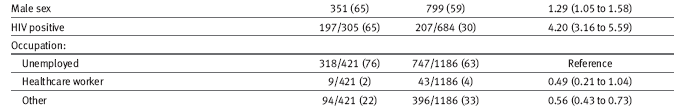 Male sex 351 (65) 799 (59) 1.29 (1.05 to 1.58)
HIV positive 197/305 (65) 207/684 (30) 4.20 (3.16 to 5.59)
Occupation:
Unemployed 318/421 (76) 747/1186 (63) Reference
Healthcare worker 9/421 (2) 43/1186 (4) 0.49 (0.21 to 1.04)
Other 94/421 (22) 396/1186 (33) 0.56 (0.43 to 0.73)